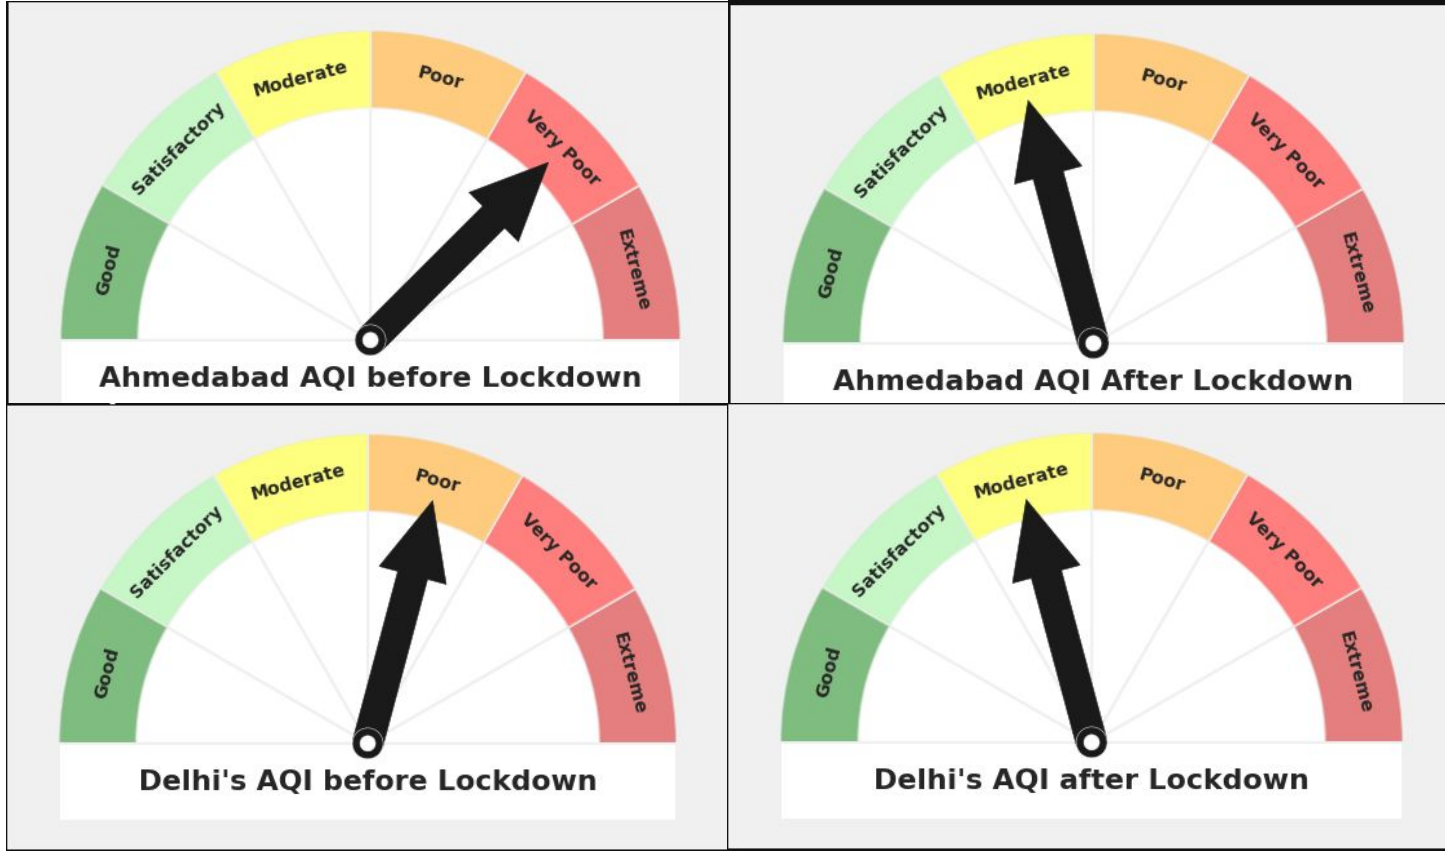 Good
Satisfactory
Moderate
Poor
Very Poor
Extreme
Ahmedabad AQI before Lockdown
Good
Satisfactory
Moderate
Poor
Very Poor
Extreme
Ahmedabad AQI After Lockdown
Good
Satisfactory
Moderate
Poor
Very Poor
Extreme
Delhi's AQI before Lockdown
Good
Satisfactory
Moderate
Poor
Very Poor
Extreme
Delhi's AQI after Lockdown